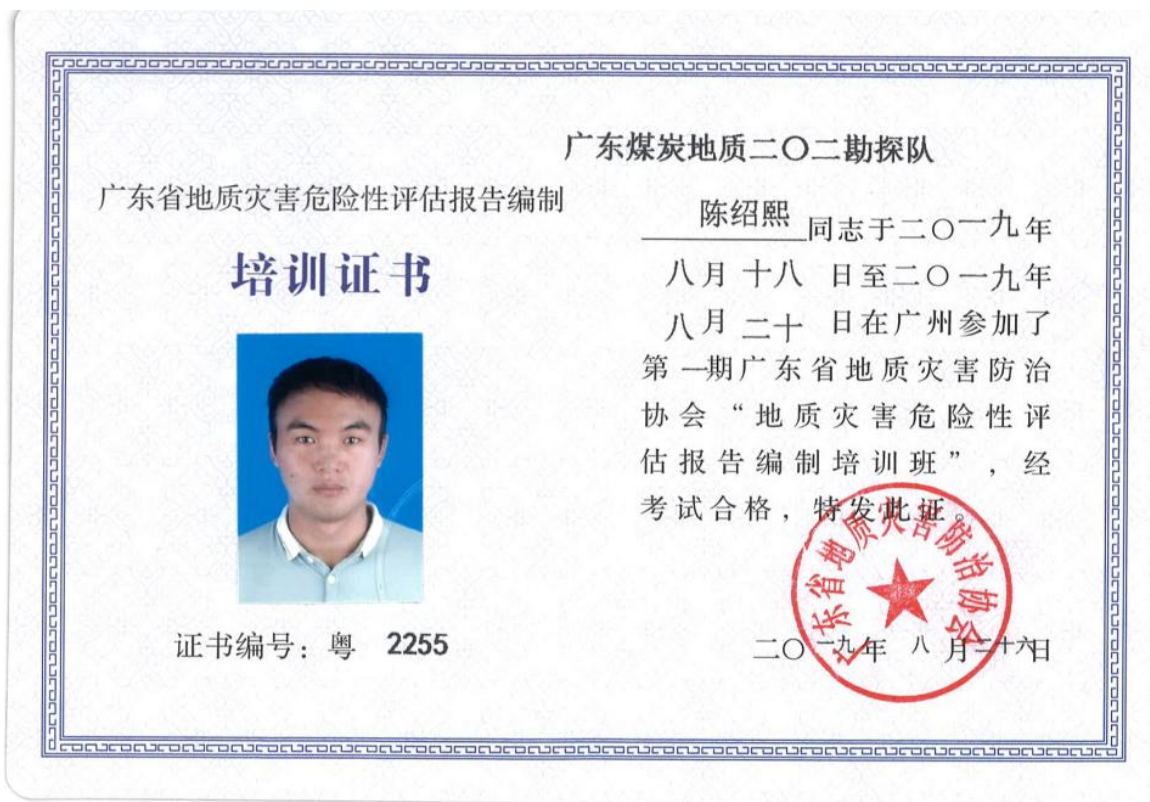 广东省地质灾害危险性评估报告编制
培训证书
证书编号：粤 2255
广东煤炭地质二〇二勘探队
陈绍熙 同志于二〇一九年
八月 十八 日至二〇一九年
八月 二十 日在广州参加了
第一期广东省地质灾害防治
协会“地质灾害危险性评
估报告编制培训班”，经
考试合格，特发此证。
广东省地质灾害防治协会
二〇一九年 八 月二十六日